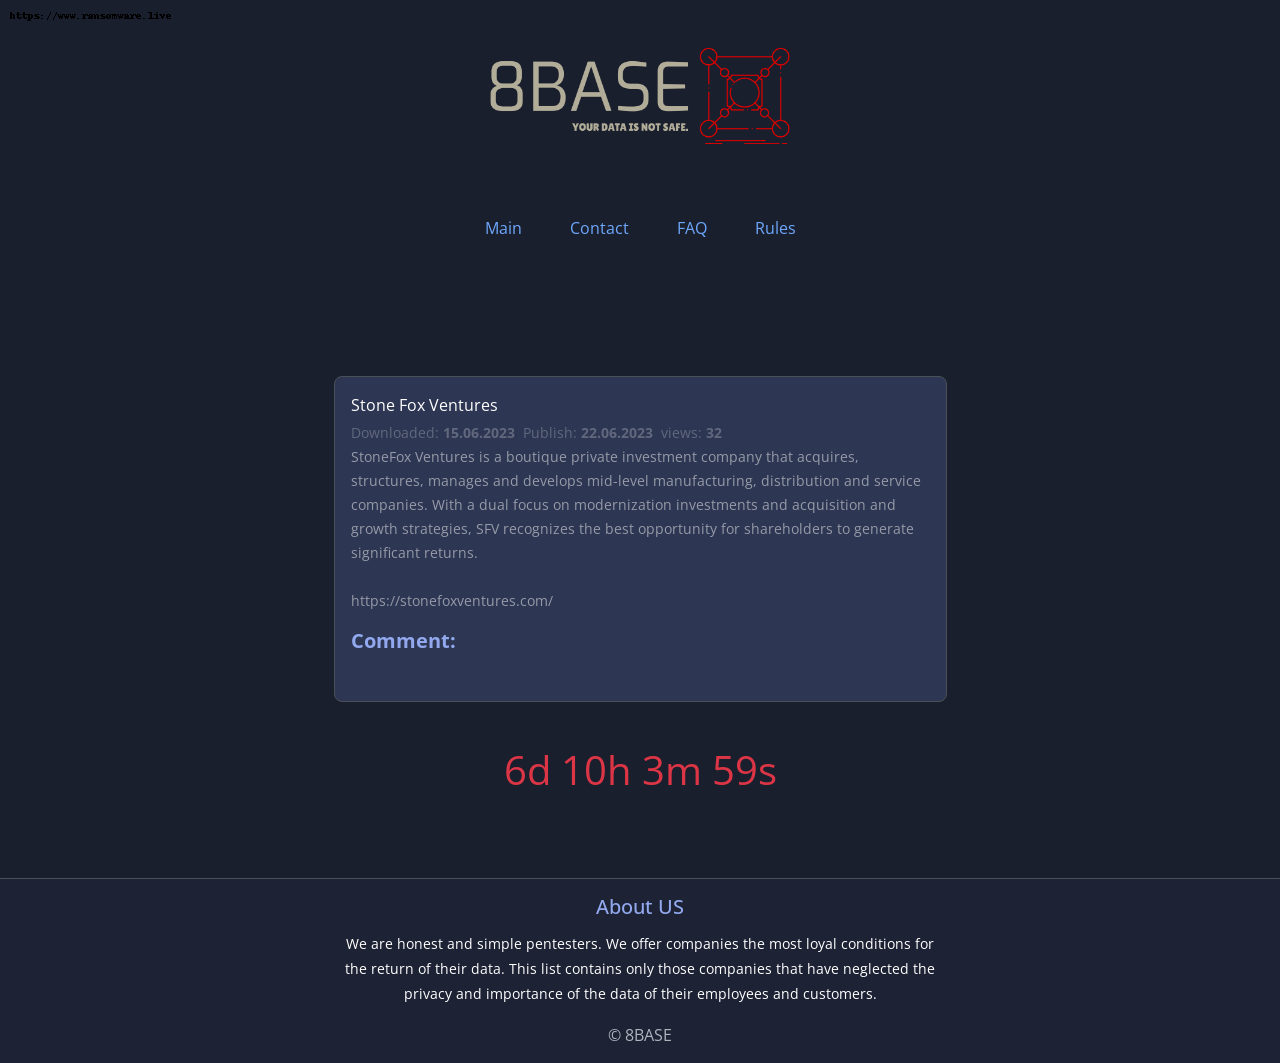 https://www.ransomware.live
8BASE
YOUR DATA IS NOT SAFE.
Main Contact FAQ Rules
Stone Fox Ventures
Downloaded: 15.06.2023 Publish: 22.06.2023 views: 32
StoneFox Ventures is a boutique private investment company that acquires,
structures, manages and develops mid-level manufacturing, distribution and service
companies. With a dual focus on modernization investments and acquisition and
growth strategies, SFV recognizes the best opportunity for shareholders to generate
significant returns.
https://stonefoxventures.com/
Comment:
6d 10h 3m 59s
About US
We are honest and simple pentesters. We offer companies the most loyal conditions for
the return of their data. This list contains only those companies that have neglected the
privacy and importance of the data of their employees and customers.
© 8BASE